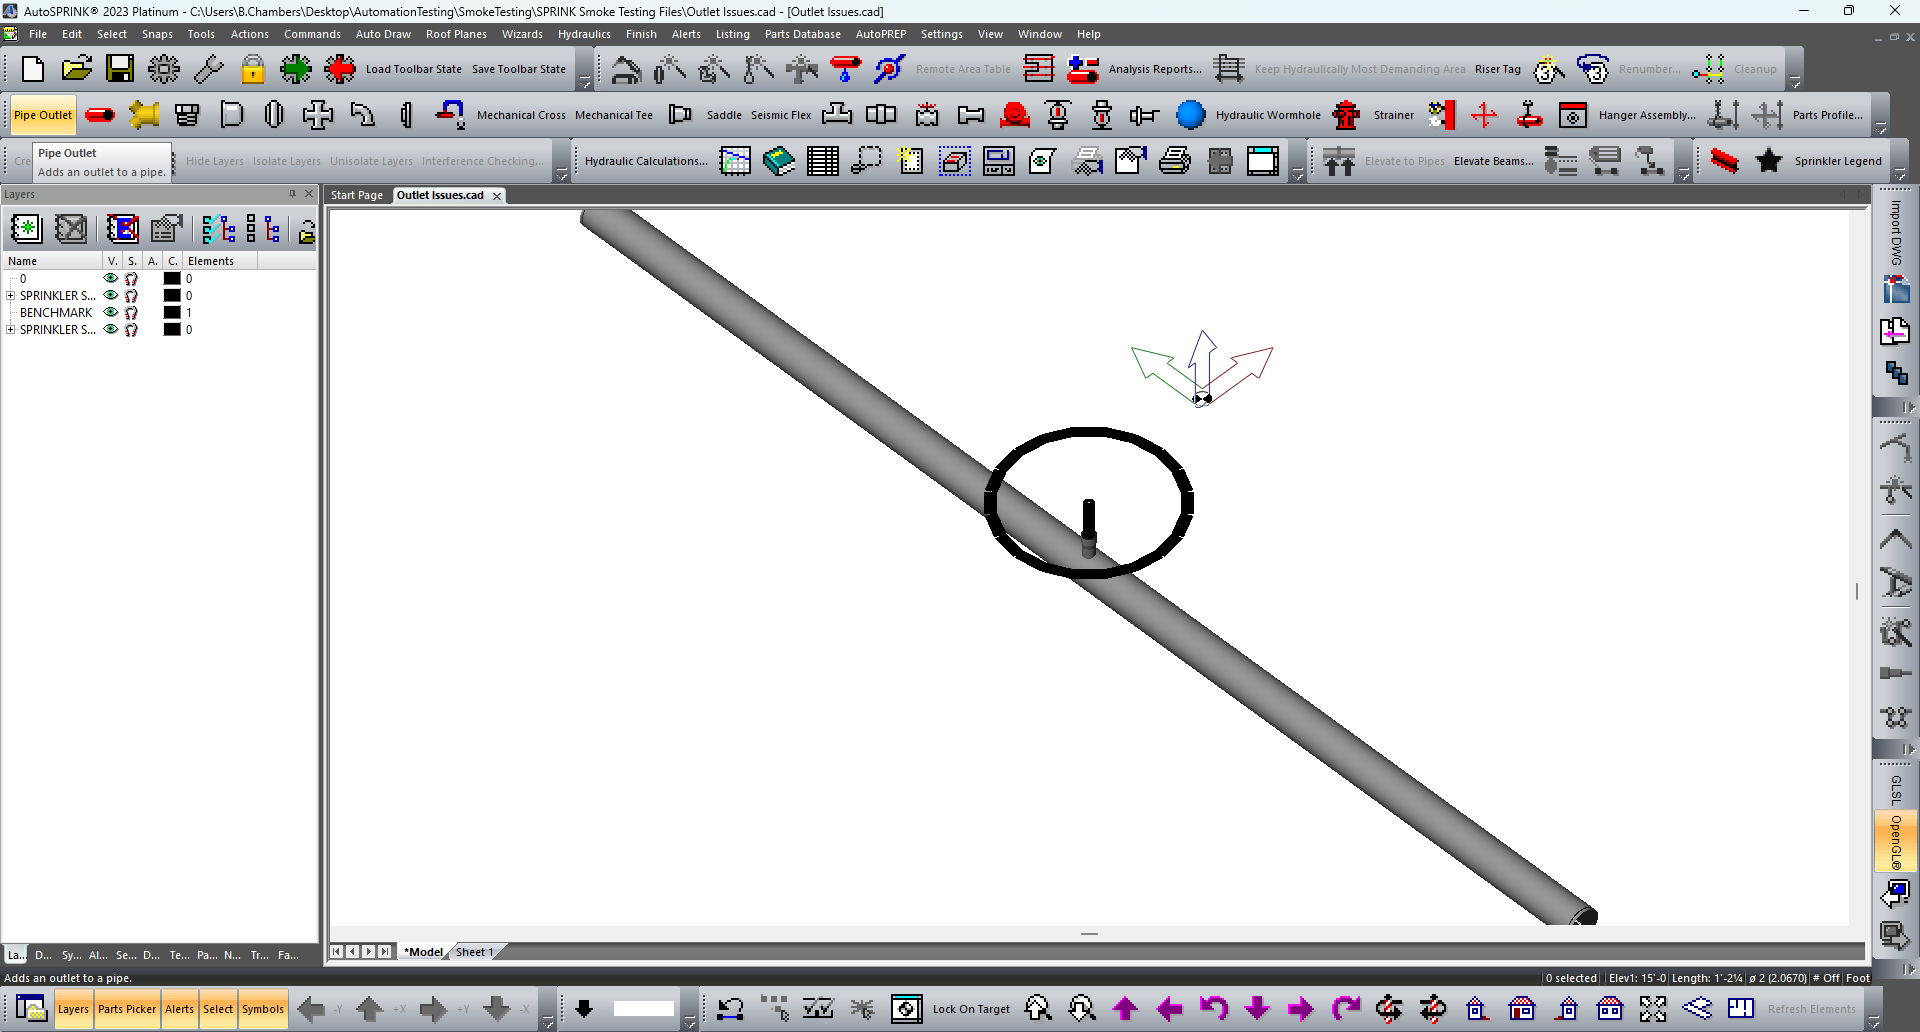 AutoSPRINK® 2023 Platinum - C:\Users\B.Chambers\Desktop\AutomationTesting\SmokeTesting\SPRINK Smoke Testing Files\Outlet Issues.cad - [Outlet Issues.cad]
File Edit Select Snaps Tools Actions Commands Auto Draw Roof Planes Wizards Hydraulics Finish Alerts Listing Parts Database AutoPREP Settings View Window Help
Load Toolbar State Save Toolbar State Remote Area Table Analysis Reports... Keep Hydraulically Most Demanding Area Riser Tag Renumber... Cleanup
Pipe Outlet Mechanical Cross Mechanical Tee Saddle Seismic Flex Hydraulic Wormhole Strainer Hanger Assembly... Parts Profile...
Cre Hide Layers Isolate Layers Unisolate Layers Interference Checking... Hydraulic Calculations... Elevate to Pipes Elevate Beams... Sprinkler Legend
Pipe Outlet
Adds an outlet to a pipe.
Layers
Start Page Outlet Issues.cad
Name V. S. A. C. Elements
0 0
SPRINKLER S... 0
BENCHMARK 1
SPRINKLER S... 0
Import DWG
GLSL
OpenGL®
La... D... Sy... Al... Se... D... Te... Pa... N... Tr... Fa...
*Model Sheet 1
Adds an outlet to a pipe.
0 selected Elev1: 15'-0 Length: 1'-2¼ ø 2 (2.0670) # Off Foot
Layers Parts Picker Alerts Select Symbols -Y +X +Y -X Lock On Target Refresh Elements